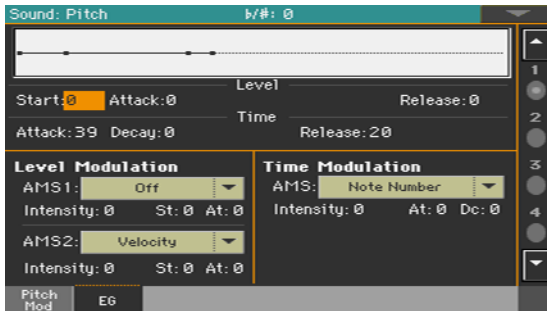 Sound: Pitch ♭/#: 0
Level
Start:0 Attack:0 Release:0
Time
Attack:39 Decay:0 Release:20
Level Modulation
AMS1: Off
Intensity:0 St:0 At:0
AMS2: Velocity
Intensity:0 St:0 At:0
Time Modulation
AMS: Note Number
Intensity:0 At:0 Dc:0
1
2
3
4
Pitch
Mod
EG